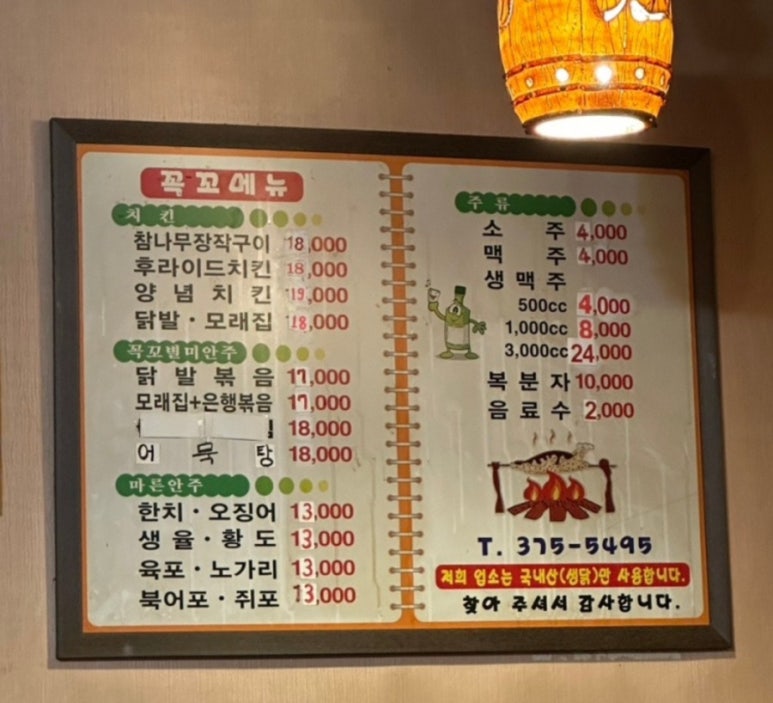 꼭꼬메뉴
치킨
참나무장작구이 18,000
후라이드치킨 18,000
양념치킨 19,000
닭발·모래집 18,000
꼭꼬별미안주
닭발볶음 17,000
모래집+은행볶음 17,000
18,000
어묵탕 18,000
마른안주
한치·오징어 13,000
생율·황도 13,000
육포·노가리 13,000
북어포·쥐포 13,000
주류
소주 4,000
맥주 4,000
생맥주
500cc 4,000
1,000cc 8,000
3,000cc 24,000
복분자 10,000
음료수 2,000
T. 375-5495
저희 업소는 국내산(생닭)만 사용합니다.
찾아 주셔서 감사합니다.